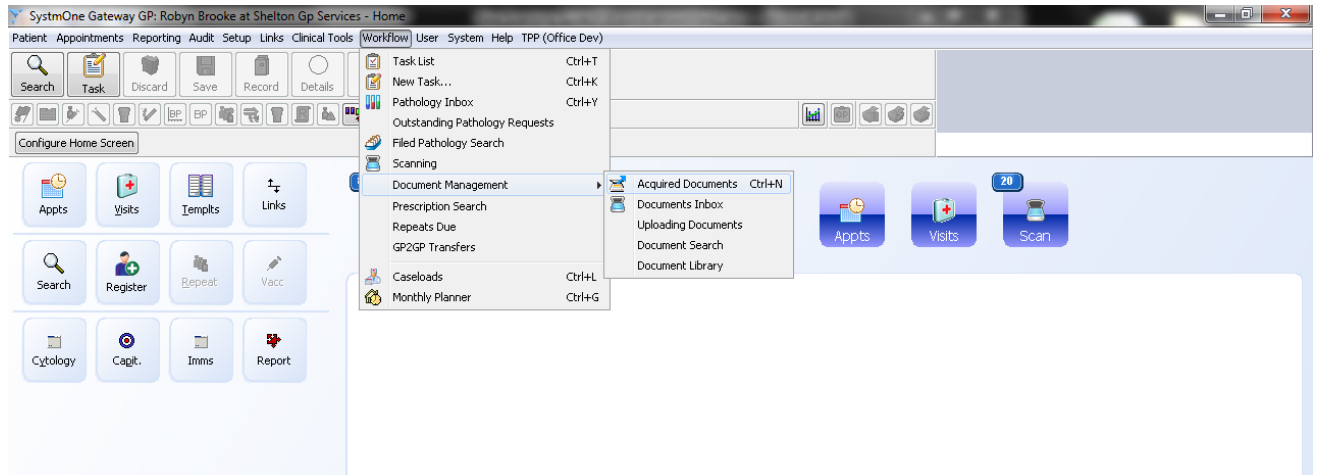 SystmOne Gateway GP: Robyn Brooke at Shelton Gp Services - Home
Patient Appointments Reporting Audit Setup Links Clinical Tools Workflow User System Help TPP (Office Dev)
Search Task Discard Save Record Details
BP BP
GP
Configure Home Screen
Task List Ctrl+T
New Task... Ctrl+K
Pathology Inbox Ctrl+Y
Outstanding Pathology Requests
Filed Pathology Search
Scanning
Document Management
Prescription Search
Repeats Due
GP2GP Transfers
Caseloads Ctrl+L
Monthly Planner Ctrl+G
Acquired Documents Ctrl+N
Documents Inbox
Uploading Documents
Document Search
Document Library
Appts Visits Templts Links
Search Register Repeat Vacc
Cytology Capit. Imms Report
20
Appts Visits Scan